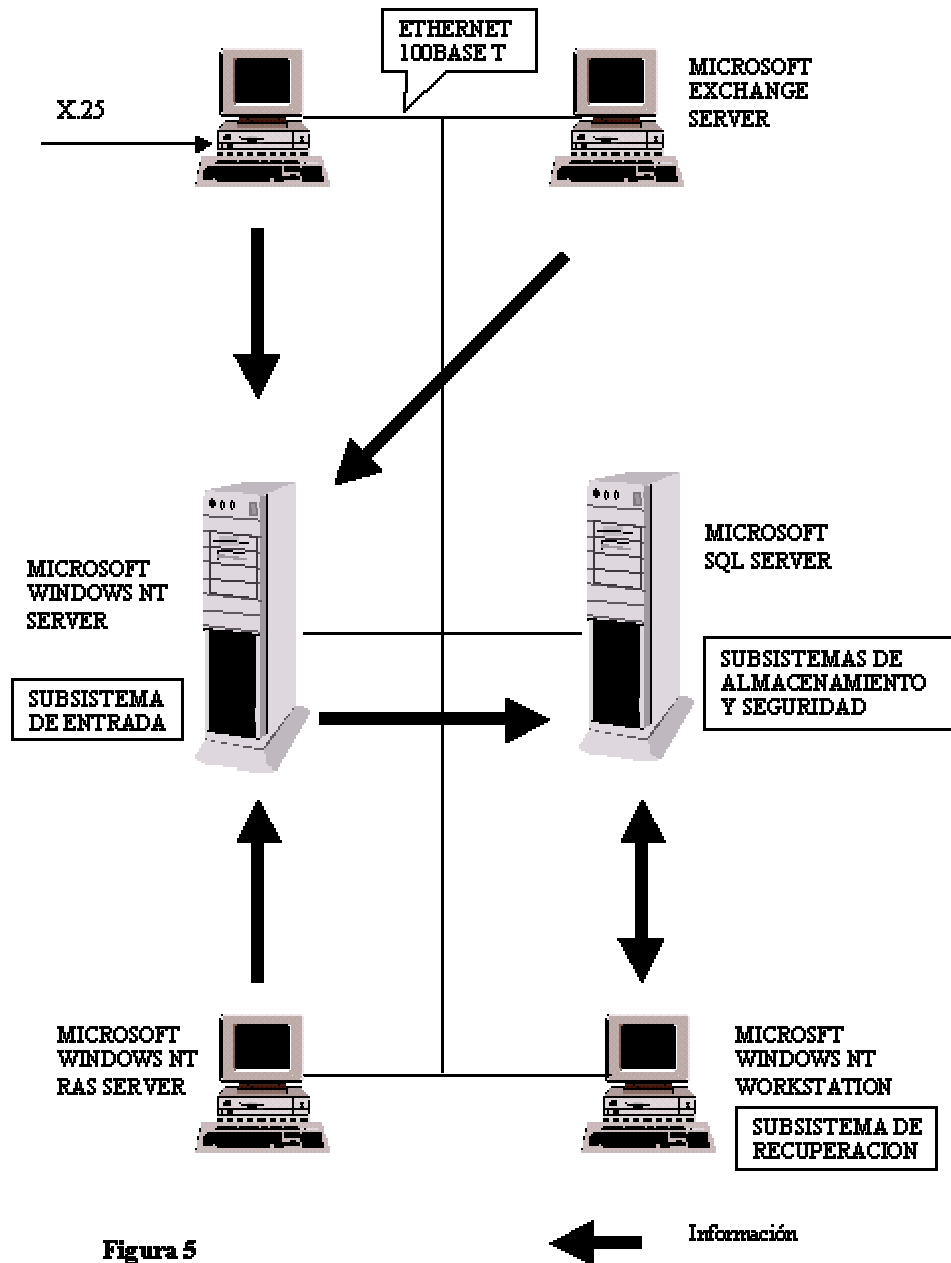 ETHERNET
100BASE T
X.25
MICROSOFT
EXCHANGE
SERVER
MICROSOFT
WINDOWS NT
SERVER
SUBSISTEMA
DE ENTRADA
MICROSOFT
SQL SERVER
SUBSISTEMAS DE
ALMACENAMIENTO
Y SEGURIDAD
MICROSOFT
WINDOWS NT
RAS SERVER
MICROSFT
WINDOWS NT
WORKSTATION
SUBSISTEMA DE
RECUPERACION
Figura 5
Información